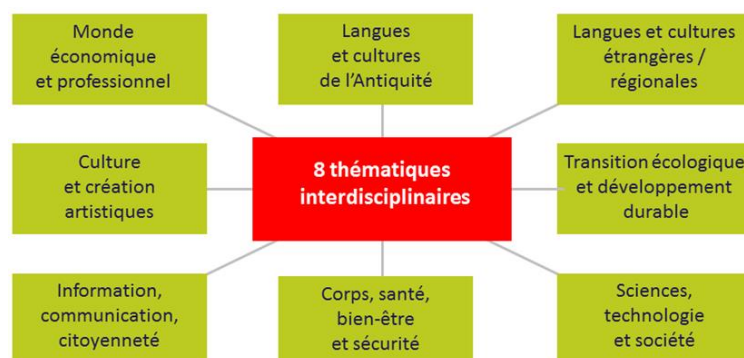 Monde
économique
et professionnel
Langues
et cultures
de l'Antiquité
Langues et cultures
étrangères /
régionales
Culture
et création
artistiques
8 thématiques
interdisciplinaires
Transition écologique
et développement
durable
Information,
communication,
citoyenneté
Corps, santé,
bien-être
et sécurité
Sciences,
technologie
et société